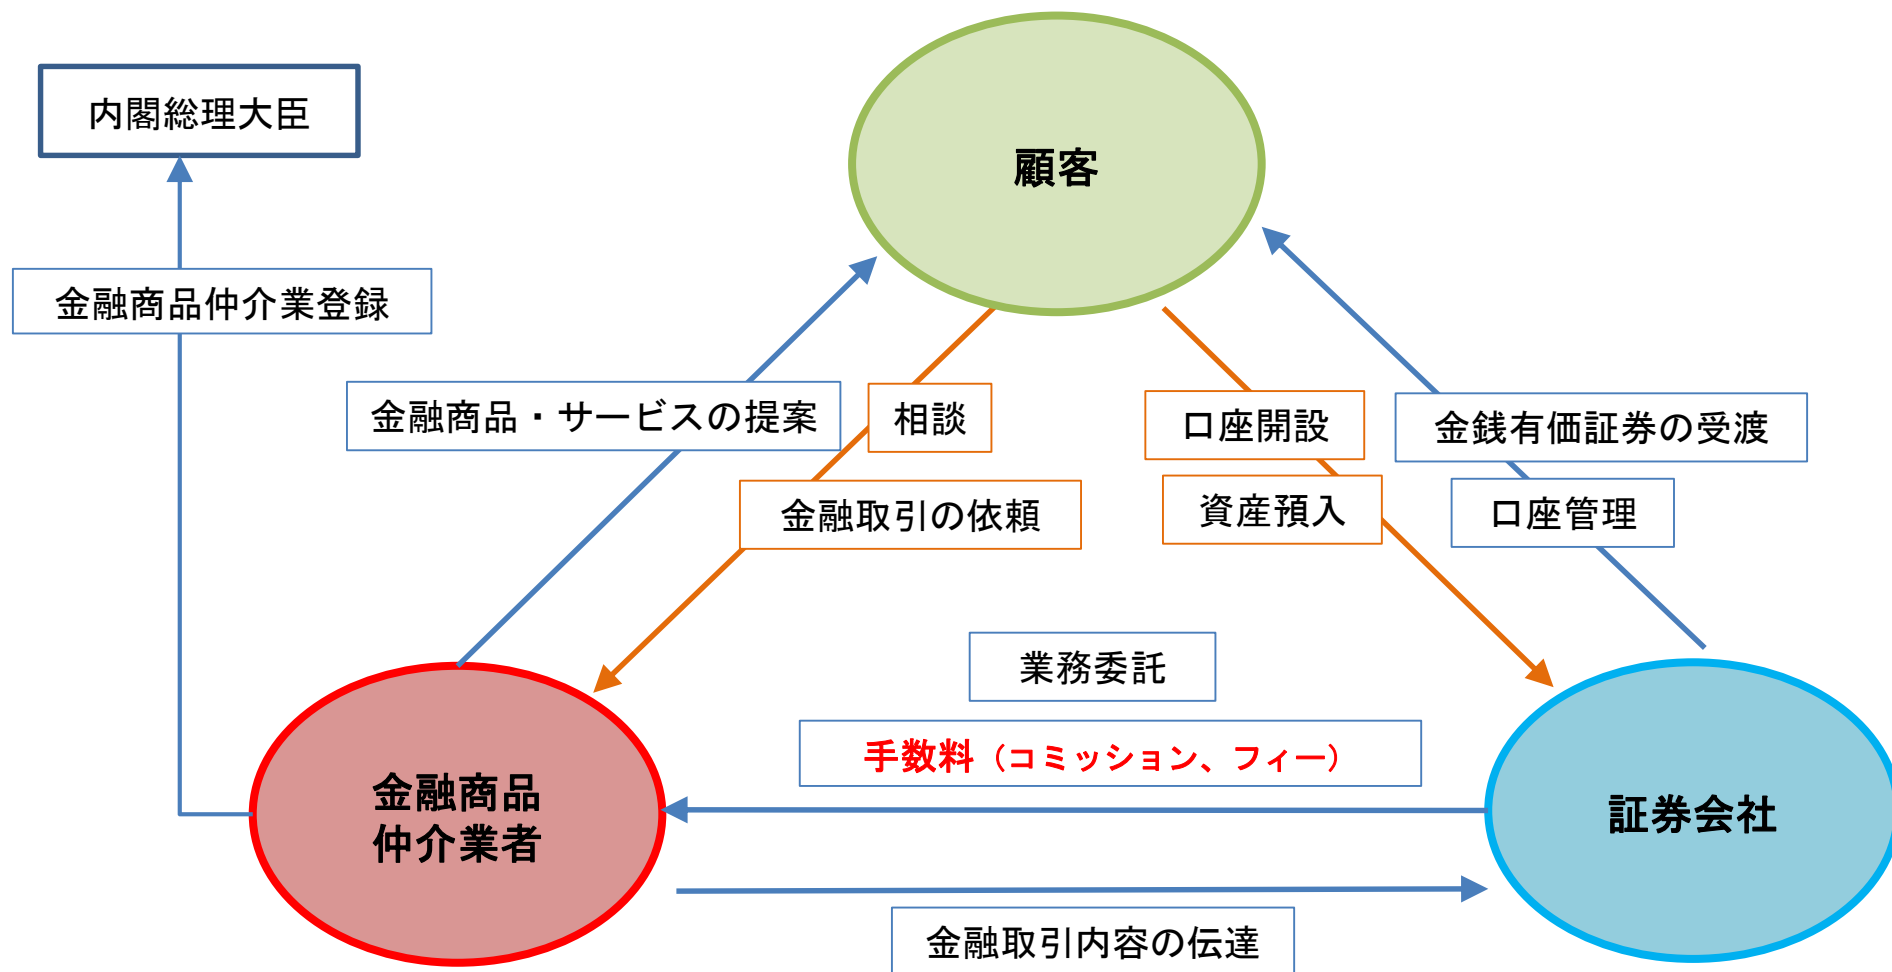 内閣総理大臣
顧客
金融商品仲介業登録
金融商品・サービスの提案
相談
口座開設
金銭有価証券の受渡
金融取引の依頼
資産預入
口座管理
業務委託
手数料（コミッション、フィー）
金融商品
仲介業者
証券会社
金融取引内容の伝達